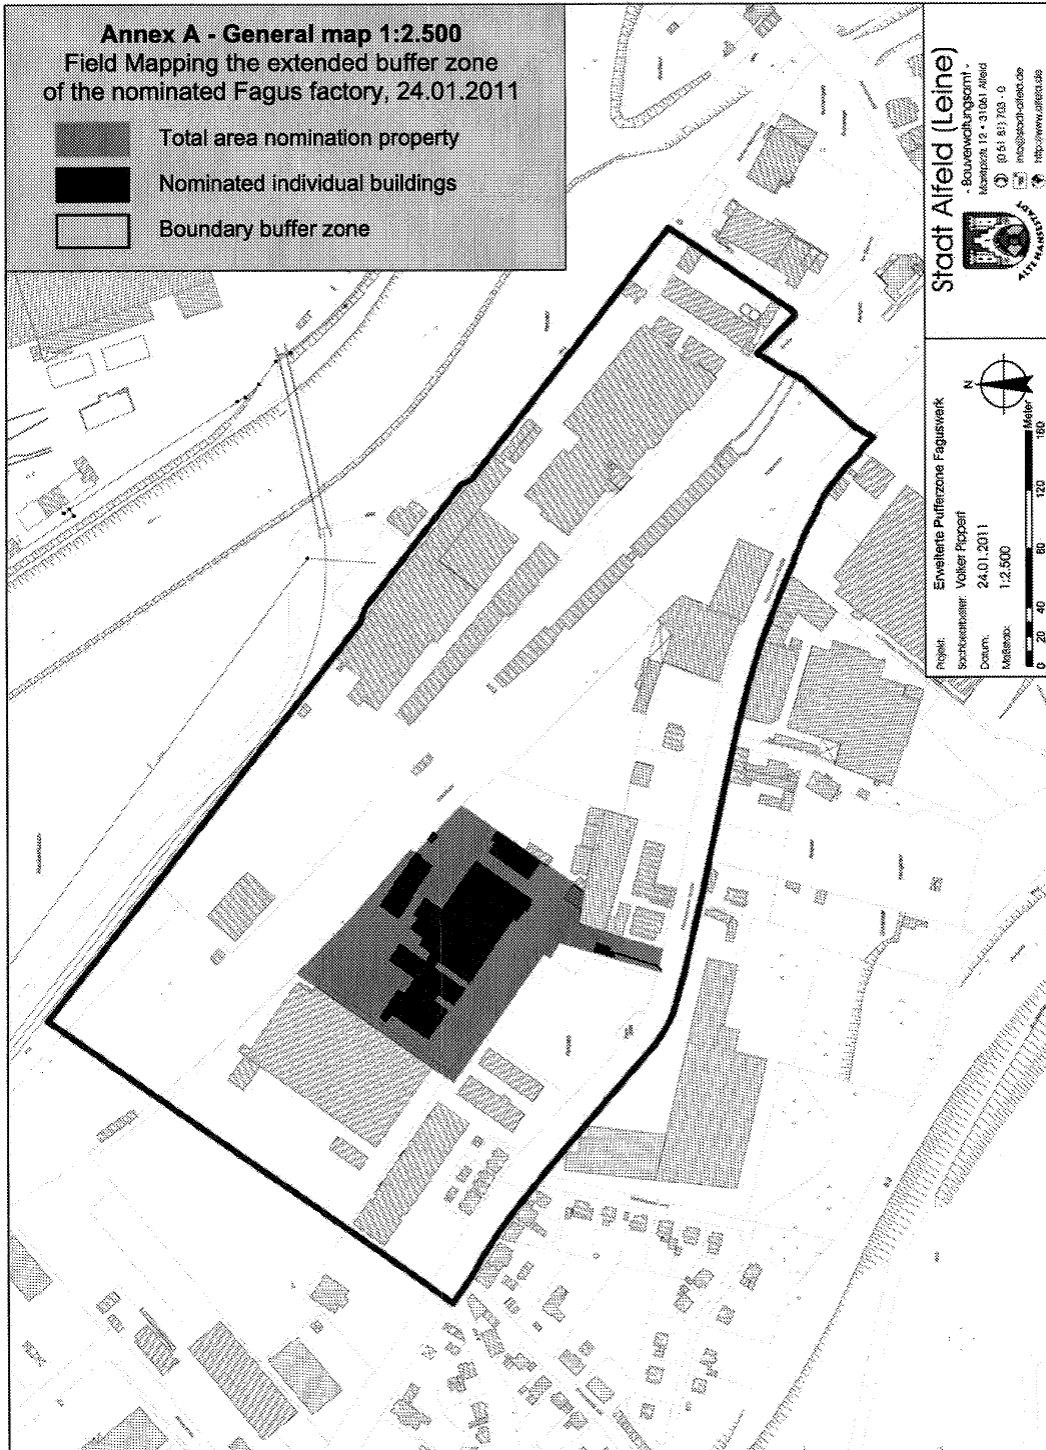 Annex A - General map 1:2.500
Field Mapping the extended buffer zone
of the nominated Fagus factory, 24.01.2011
Total area nomination property
Nominated individual buildings
Boundary buffer zone
Stadt Alfeld (Leine)
- Bauverwaltungsamt -
Marktplatz 12 • 31061 Alfeld
(0 51 81) 703 - 0
info@stadt-alfeld.de
http://www.alfeld.de
ALTE HANSESTADT
Projekt: Erweiterte Pufferzone Faguswerk
Sachbearbeiter: Volker Pippert
Datum: 24.01.2011
Maßstab: 1:2.500
N
0 20 40 80 120 160
Meter